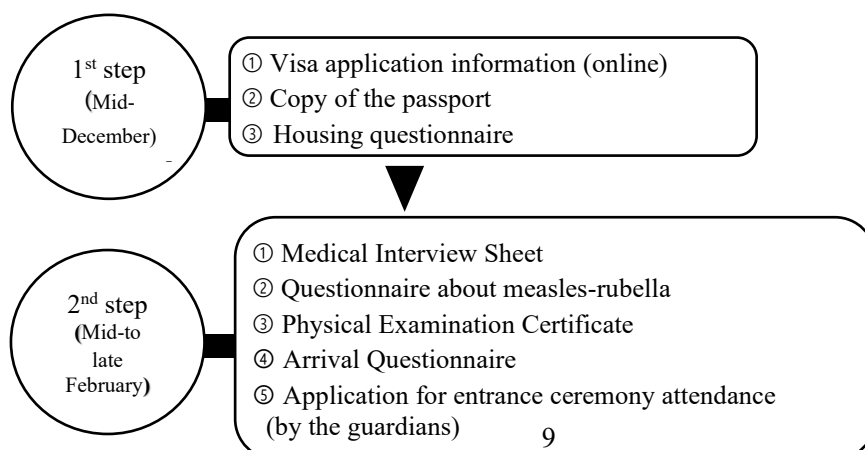 1st step
(Mid-
December)
① Visa application information (online)
② Copy of the passport
③ Housing questionnaire
2nd step
(Mid-to
late
February)
① Medical Interview Sheet
② Questionnaire about measles-rubella
③ Physical Examination Certificate
④ Arrival Questionnaire
⑤ Application for entrance ceremony attendance
(by the guardians)
9